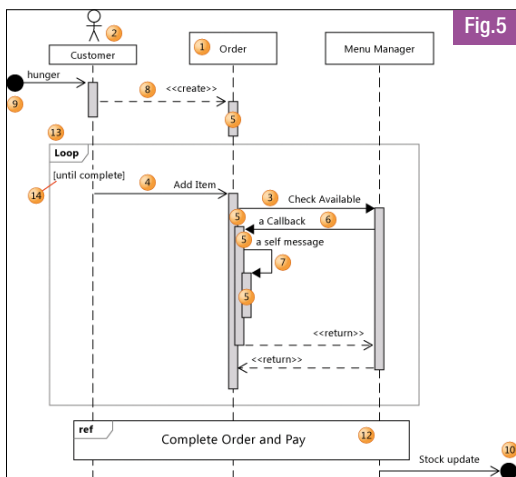 Fig.5
2
1
Customer
Order
Menu Manager
hunger
9
8
<<create>>
5
13
Loop
[until complete]
14
4
Add Item
3
Check Available
5
a Callback
6
5
a self message
7
5
<<return>>
<<return>>
ref
Complete Order and Pay
12
10
Stock update